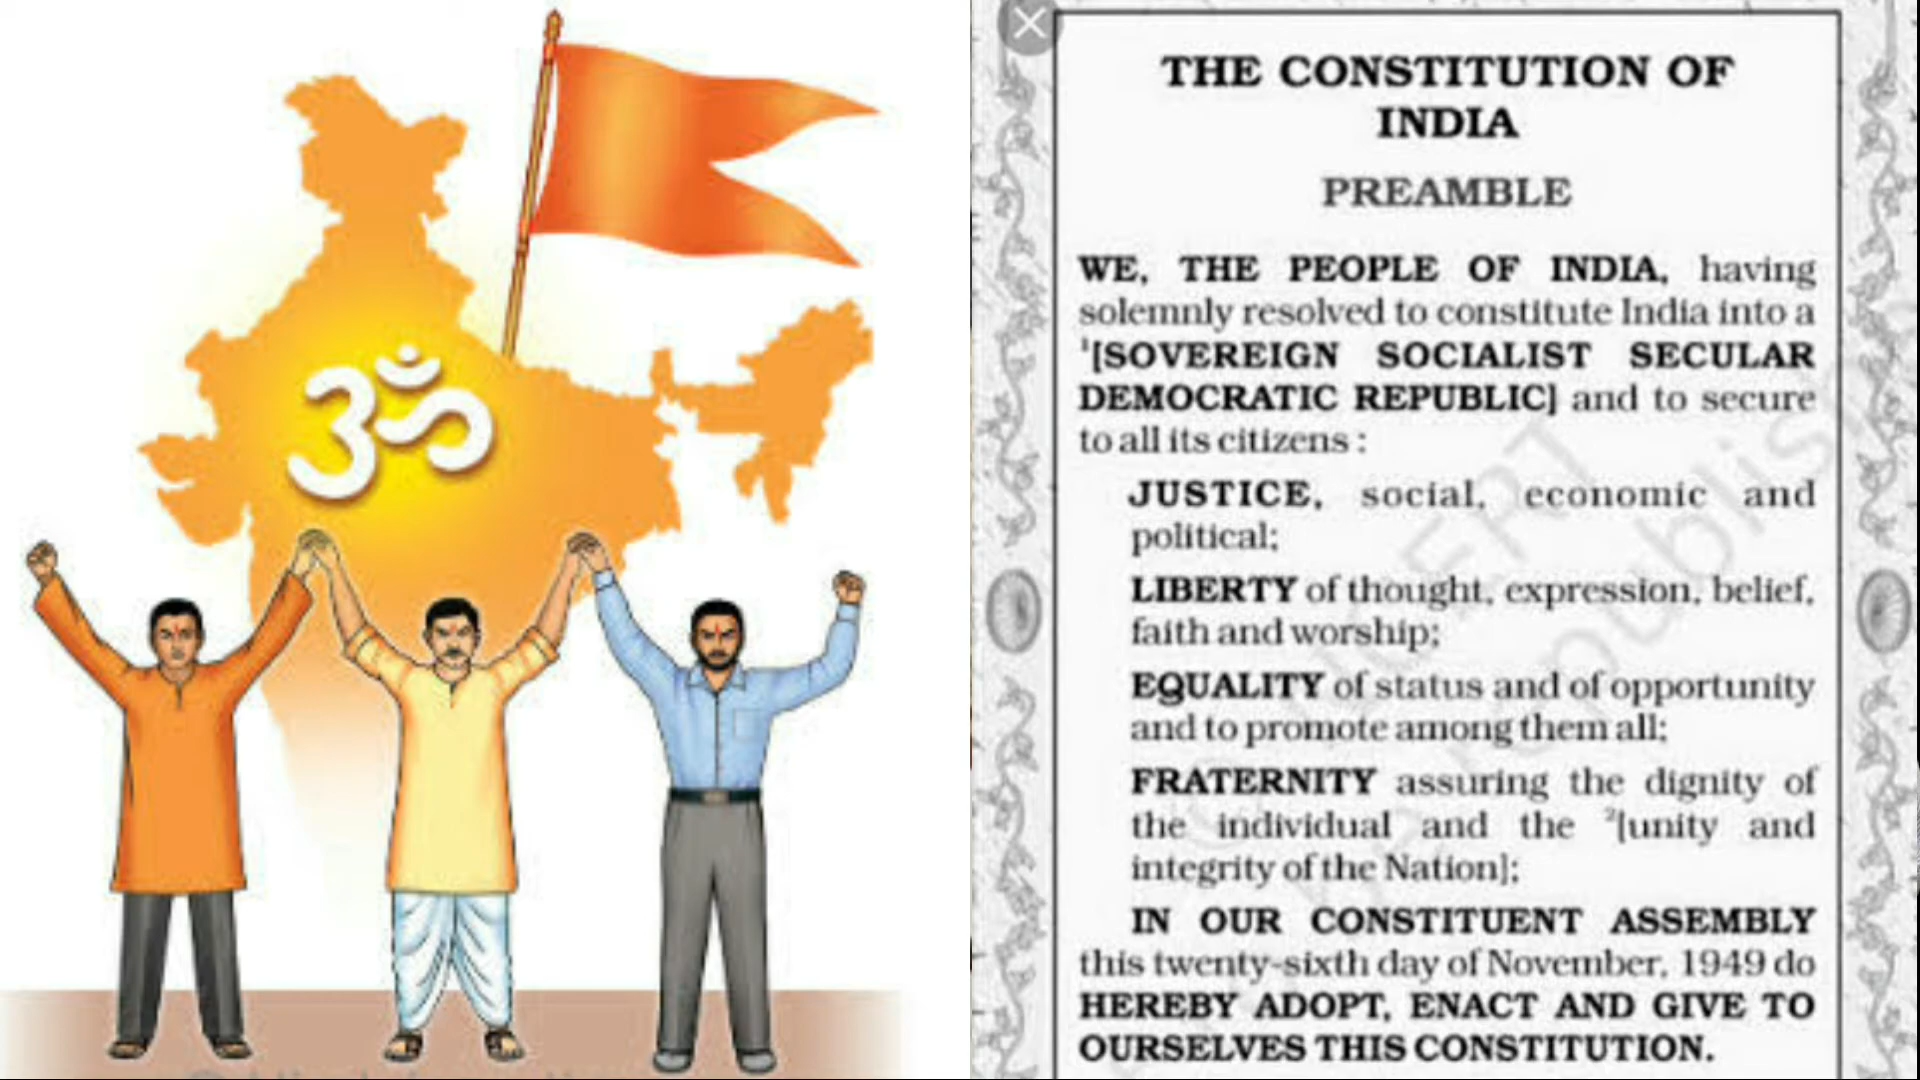 ॐ
THE CONSTITUTION OF
INDIA
PREAMBLE
WE, THE PEOPLE OF INDIA, having
solemnly resolved to constitute India into a
¹[SOVEREIGN SOCIALIST SECULAR
DEMOCRATIC REPUBLIC] and to secure
to all its citizens :
JUSTICE, social, economic and
political;
LIBERTY of thought, expression, belief,
faith and worship;
EQUALITY of status and of opportunity
and to promote among them all;
FRATERNITY assuring the dignity of
the individual and the ²[unity and
integrity of the Nation];
IN OUR CONSTITUENT ASSEMBLY
this twenty-sixth day of November, 1949 do
HEREBY ADOPT, ENACT AND GIVE TO
OURSELVES THIS CONSTITUTION.